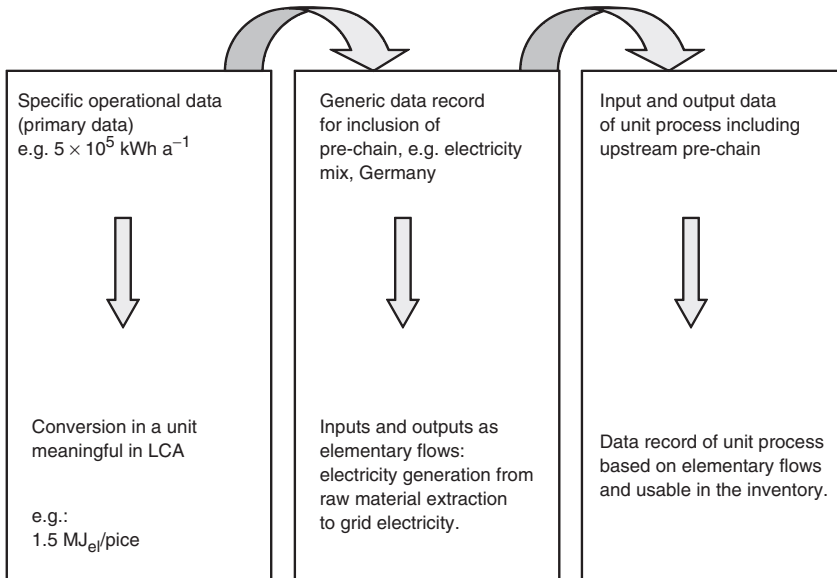 Specific operational data
(primary data)
e.g. 5 × 10⁵ kWh a⁻¹
Conversion in a unit
meaningful in LCA
e.g.:
1.5 MJₑₗ/pice
Generic data record
for inclusion of
pre-chain, e.g. electricity
mix, Germany
Inputs and outputs as
elementary flows:
electricity generation from
raw material extraction
to grid electricity.
Input and output data
of unit process including
upstream pre-chain
Data record of unit process
based on elementary flows
and usable in the inventory.